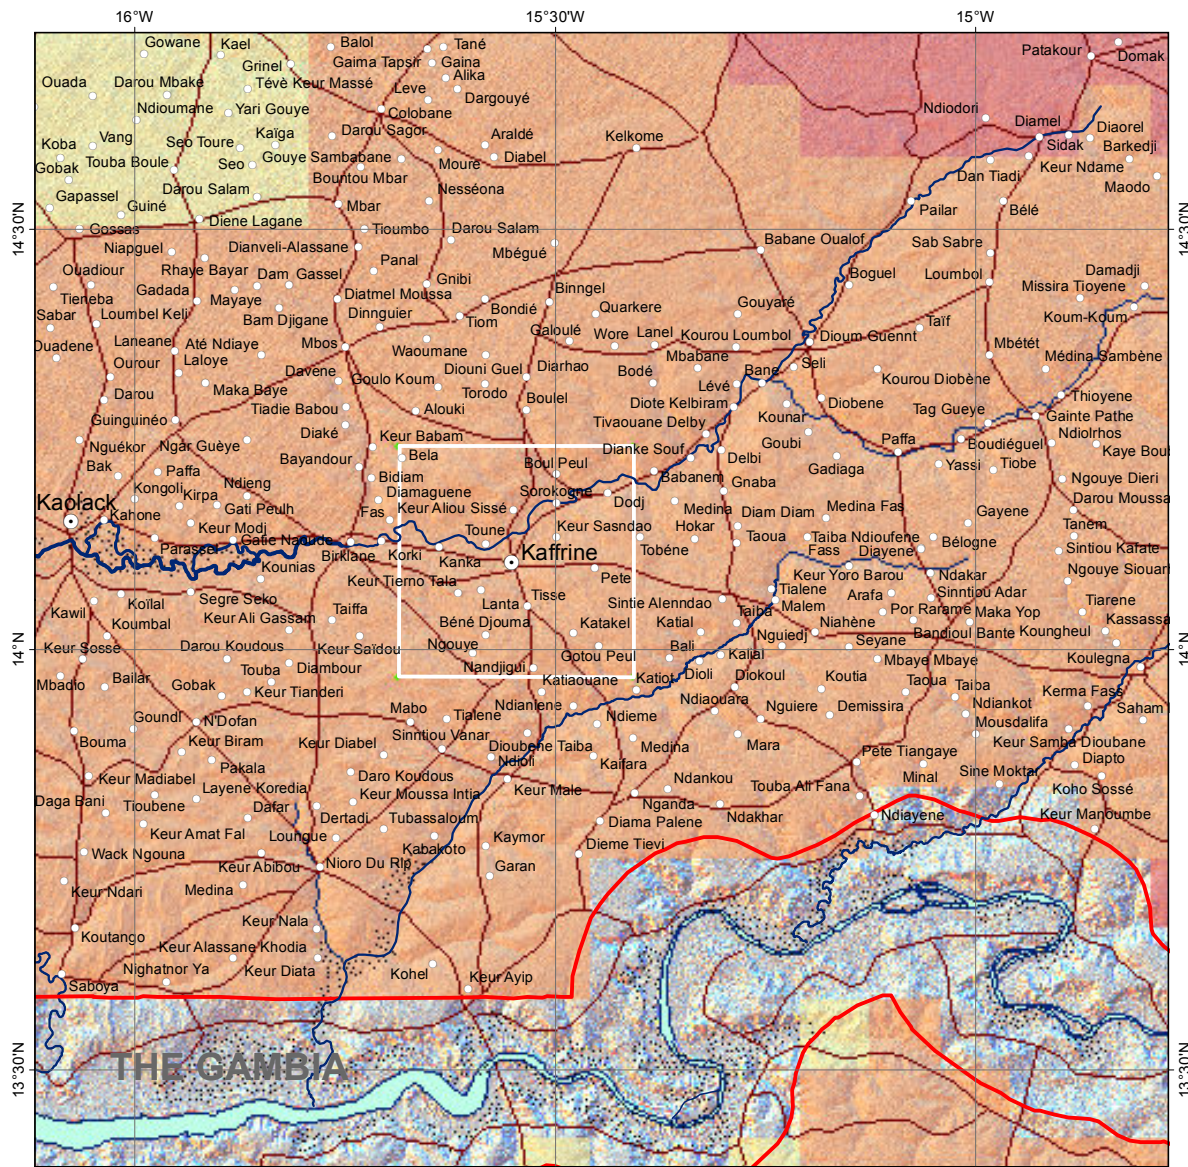 16°W 15°30'W 15°W
Gowane Kael Balol Tané Patakour Domak
Grinel Gaima Tapsir Gaina
Ouada Darou Mbake Tévè Keur Massé Alika
Leve Dargouyé
Ndioumane Yari Gouye Colobane Ndiodori Diamel
Koba Vang Seo Toure Kaïga Darou Sagor Araldé Kelkome Sidak Diaorel
Gobak Touba Boule Seo Gouye Sambabane Moure Diabel Keur Ndame Barkedji
Bountou Mbar Dan Tiadi Maodo
Gapassel Guiné Darou Salam Nesséona
Mbar Pailar Bélé
Gossas Diene Lagane Tioumbo Darou Salam
14°30'N 14°30'N
Niapguel Dianveli-Alassane Mbégué Babane Oualof Sab Sabre
Ouadiour Rhaye Bayar Dam Gassel Panal Gnibi Boguel Loumbol Damadji
Tieneba Gadada Mayaye Diatmel Moussa Binngel Missira Tioyene
Sabar Loumbel Keli Bam Djigane Dinnguier Bondié Quarkere Gouyaré Koum-Koum
Tiom Taïf
Ouadene Laneane Até Ndiaye Mbos Galoulé Wore Lanel Kourou Loumbol Dioum Guennt
Ourour Laloye Waoumane Mbabane Mbétét
Davène Diouni Guel Diarhao Bodé Bane Seli Médina Sambène
Darou Maka Baye Goulo Koum Torodo Lévé Kourou Diobène
Guinguinéo Tiadie Babou Alouki Boulel Diote Kelbiram Kounar Diobene Tag Gueye Thioyene
Tivaouane Delby Gainte Pathe
Nguékor Ngar Guèye Diaké Keur Babam Dianke Souf Goubi Paffa Boudiéguel Ndiolrhos
Bak Paffa Bayandour Bela Boul Peul Delbi Gadiaga Yassi Tiobe Kaye Bou
Kongoli Kirpa Ndieng Bidiam Diamaguene Sorokogne Babanem Gnaba Ngouye Dieri
Kaolack Gati Peulh Fas Keur Aliou Sissé Dodj Medina Diam Diam Medina Fas Gayene Darou Moussa
Kahone Keur Modj Toune Keur Sasndao Hokar Tanem
Parasser Gatie Naoude Birklane Korki Kanka Kaffrine Tobéne Taoua Taiba Ndioufene Bélogne Sintiou Kafate
Fass Diayene
Kounias Keur Tierno Tala Pete Keur Yoro Barou Ndakar Ngouye Siouar
Kawil Koïlal Segre Seko Taiffa Lanta Tisse Sintie Alenndao Tialene Arafa Sinntiou Adar
Koumbal Keur Ali Gassam Béné Djouma Katakel Katial Taiba Malem Por Rarame Maka Yop Tiarene
Niahène Kassassa
Keur Sossé Darou Koudous Keur Saïdou Ngouye Gotou Peul Bali Nguiedj Seyane Bandioul Bante Koungheul
14°N 14°N
Mbadio Bailar Touba Diambour Nandjigui Kalial Mbaye Mbaye Koulegna
Gobak Keur Tianderi Katiaouane Katiot Dioli Diokoul Koutia Taoua Taiba Kerma Fass
Goundi N'Dofan Mabo Tialene Ndianlene Ndieme Ndiaouara Nguiere Demissira Ndiankot Saham
Bouma Keur Biram Keur Diabel Sinntiou Vanar Dioubene Taiba Medina Mara Mousdalifa
Keur Madiabel Pakala Ndioli Kaifara Pete Tiangaye Keur Samba Dioubane
Daga Bani Layene Koredia Daro Koudous Keur Male Ndankou Touba Ali Fana Minal Sine Moktar Diapto
Tioubene Dafar Keur Moussa Intia Nganda Koho Sossé
Keur Amat Fal Dertadi Tubassaloum Diama Palene Ndakhar Ndiayene Keur Manoumbe
Loungue Kaymor
Wack Ngouna Keur Abibou Nioro Du Rip Kabakoto Garan Dieme Tievi
Keur Ndari Medina
Koutango Keur Nala
Keur Alassane Khodia
Nighatnor Ya Keur Diata Kohel Keur Ayip
Saboya
13°30'N THE GAMBIA 13°30'N